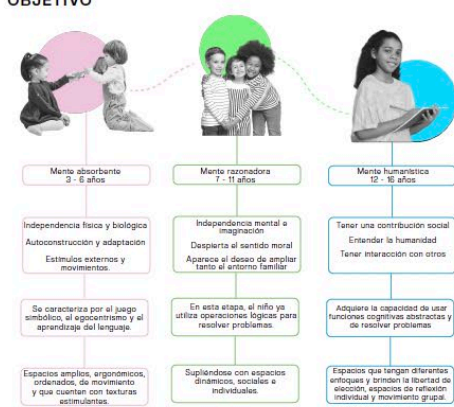 OBJETIVO
Mente absorbente
3 - 6 años
Mente razonadora
7 - 11 años
Mente humanística
12 - 16 años
Independencia física y biológica
Autoconstrucción y adaptación
Estímulos externos y
movimientos.
Independencia mental e
imaginación
Despierta el sentido moral
Aparece el deseo de ampliar
tanto el entorno familiar
Tener una contribución social
Entender la humanidad
Tener interacción con otros
Se caracteriza por el juego
simbólico, el egocentrismo y el
aprendizaje del lenguaje.
En esta etapa, el niño ya
utiliza operaciones lógicas para
resolver problemas.
Adquiere la capacidad de usar
funciones cognitivas abstractas y
de resolver problemas
Espacios amplios, ergonómicos,
ordenados, de movimiento
y que cuenten con texturas
estimulantes.
Supliéndose con espacios
dinámicos, sociales e
individuales.
Espacios que tengan diferentes
enfoques y brinden la libertad de
elección, espacios de reflexión
individual y movimiento grupal.